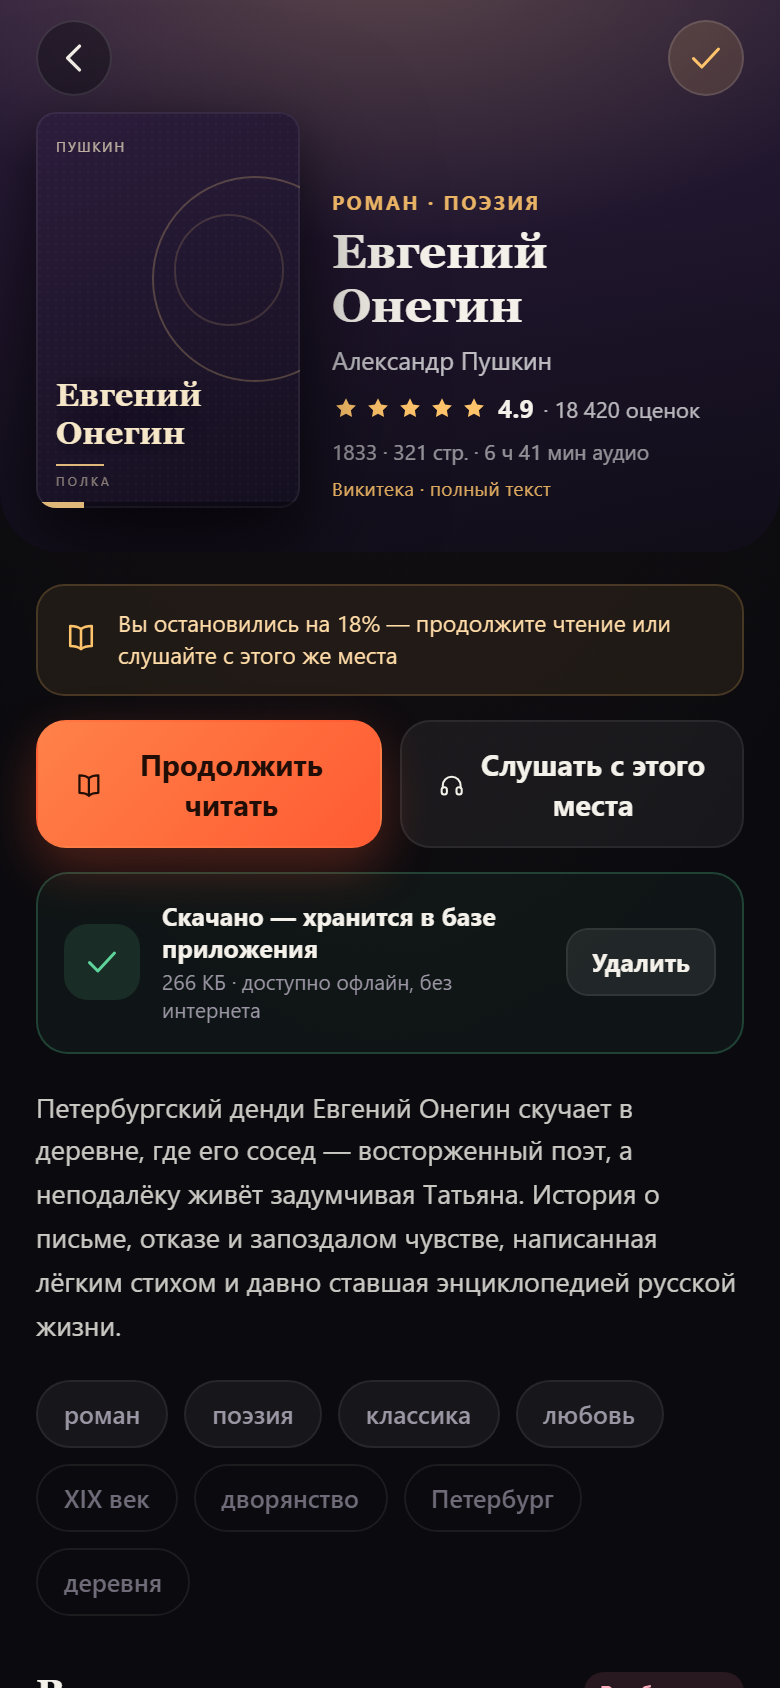 ПУШКИН
Евгений
Онегин
ПОЛКА
РОМАН · ПОЭЗИЯ
Евгений
Онегин
Александр Пушкин
4.9 · 18 420 оценок
1833 · 321 стр. · 6 ч 41 мин аудио
Викитека · полный текст
Вы остановились на 18% — продолжите чтение или
слушайте с этого же места
Продолжить
читать
Слушать с этого
места
Скачано — хранится в базе
приложения
266 КБ · доступно офлайн, без
интернета
Удалить
Петербургский денди Евгений Онегин скучает в
деревне, где его сосед — восторженный поэт, а
неподалёку живёт задумчивая Татьяна. История о
письме, отказе и запоздалом чувстве, написанная
лёгким стихом и давно ставшая энциклопедией русской
жизни.
роман
поэзия
классика
любовь
XIX век
дворянство
Петербург
деревня